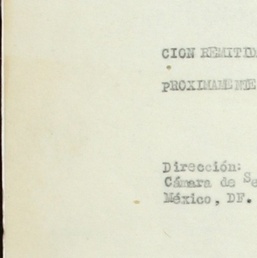 CION REMITIDA
PROXIMAMENTE
Dirección:
Cámara de Se
México, DF.